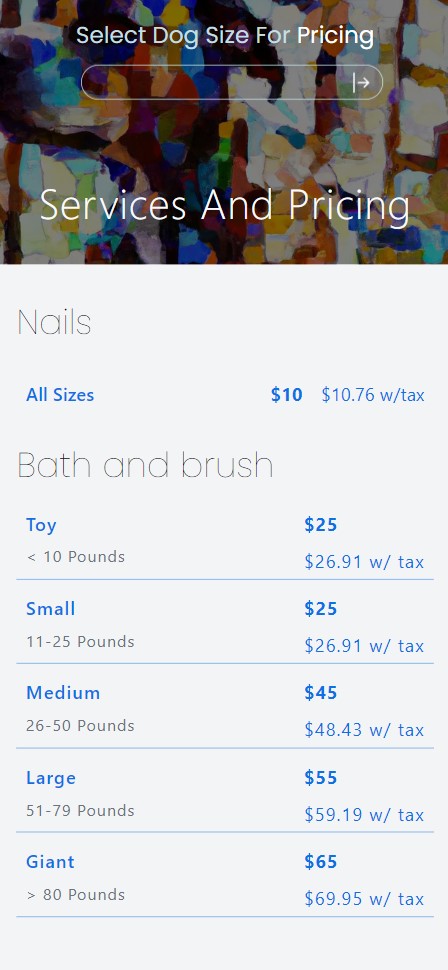 Select Dog Size For Pricing
Services And Pricing
Nails
All Sizes $10 $10.76 w/tax
Bath and brush
Toy $25
< 10 Pounds $26.91 w/ tax
Small $25
11-25 Pounds $26.91 w/ tax
Medium $45
26-50 Pounds $48.43 w/ tax
Large $55
51-79 Pounds $59.19 w/ tax
Giant $65
> 80 Pounds $69.95 w/ tax